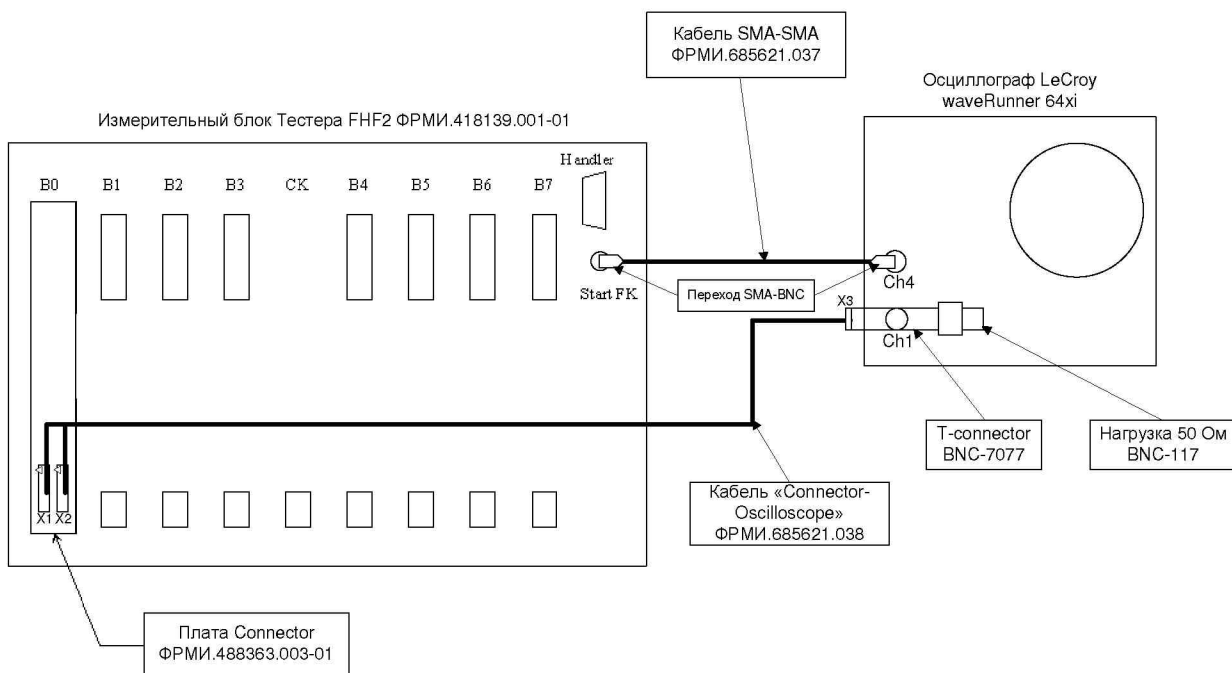 Кабель SMA-SMA
ФРМИ.685621.037
Осциллограф LeCroy
waveRunner 64xi
Измерительный блок Тестера FHF2 ФРМИ.418139.001-01
Handler
B0 B1 B2 B3 CK B4 B5 B6 B7
Start FK
Переход SMA-BNC
Ch4
X3
Ch1
T-connector
BNC-7077
Нагрузка 50 Ом
BNC-117
Кабель «Connector-
Oscilloscope»
ФРМИ.685621.038
X1 X2
Плата Connector
ФРМИ.488363.003-01